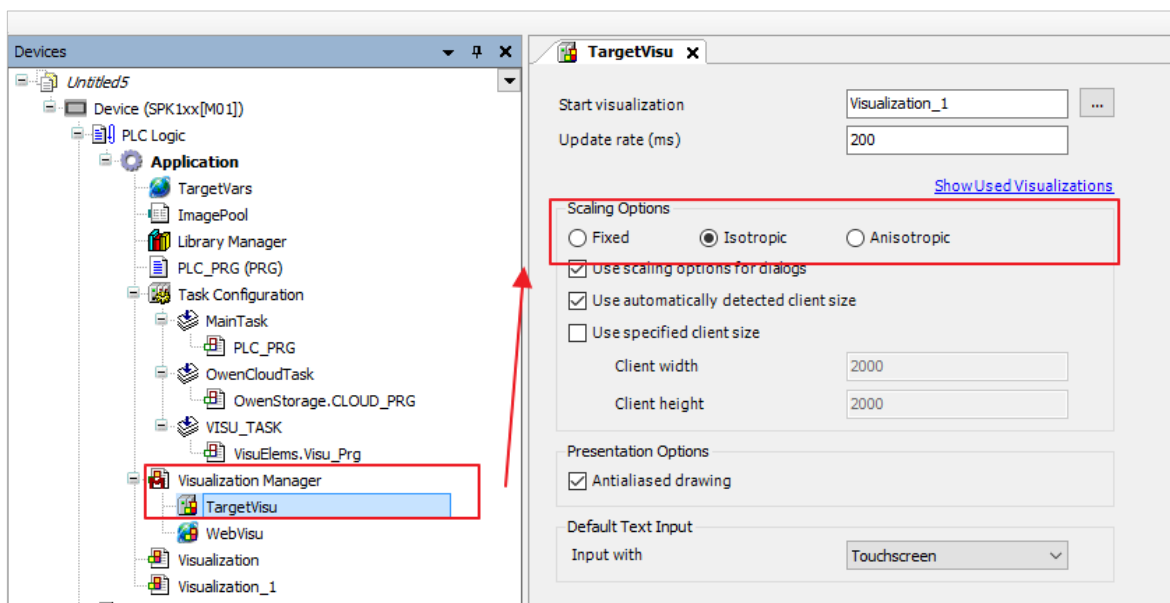 Devices
Untitled5
Device (SPK1xx[M01])
PLC Logic
Application
TargetVars
ImagePool
Library Manager
PLC_PRG (PRG)
Task Configuration
MainTask
PLC_PRG
OwenCloudTask
OwenStorage.CLOUD_PRG
VISU_TASK
VisuElems.Visu_Prg
Visualization Manager
TargetVisu
WebVisu
Visualization
Visualization_1
TargetVisu
Start visualization Visualization_1 ...
Update rate (ms) 200
Show Used Visualizations
Scaling Options
Fixed Isotropic Anisotropic
Use scaling options for dialogs
Use automatically detected client size
Use specified client size
Client width 2000
Client height 2000
Presentation Options
Antialiased drawing
Default Text Input
Input with Touchscreen